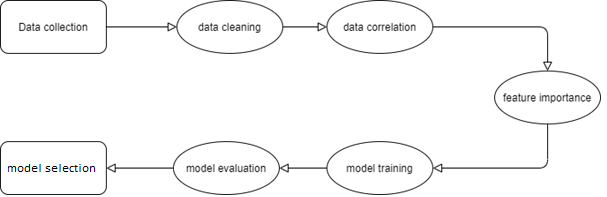 Data collection
data cleaning
data correlation
feature importance
model training
model evaluation
model selection